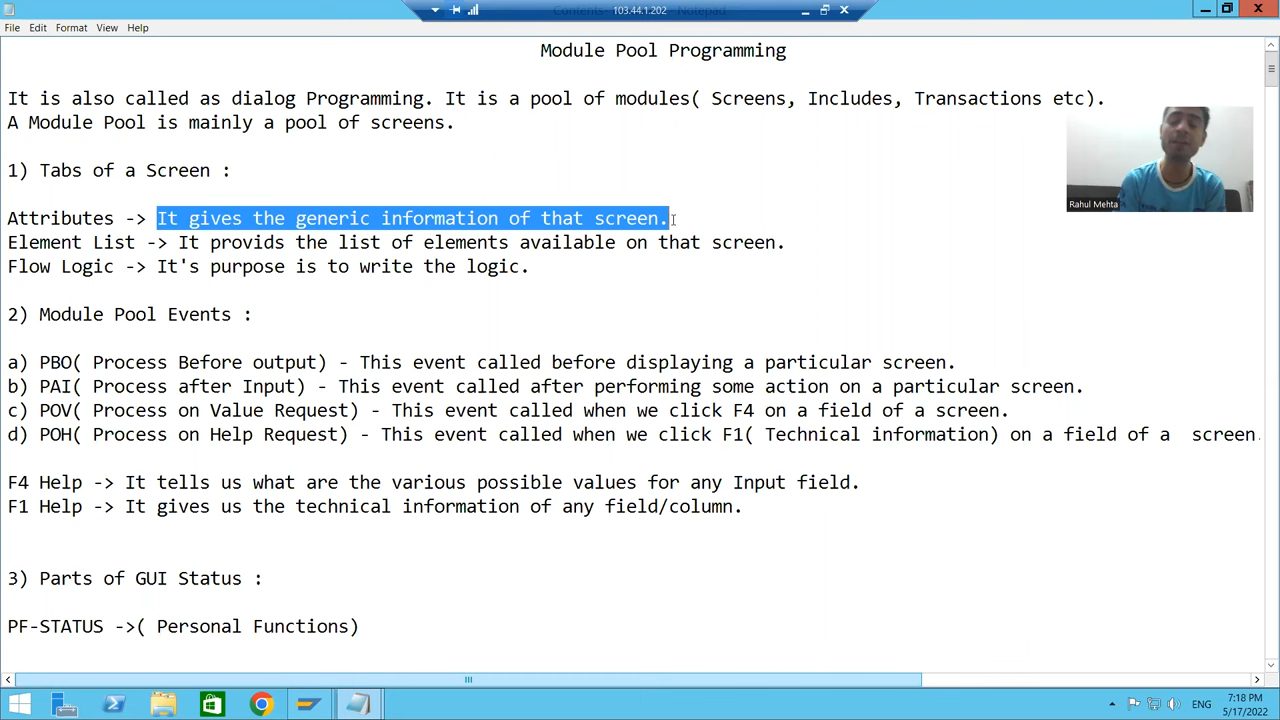 103.44.1.202
File Edit Format View Help
Module Pool Programming
It is also called as dialog Programming. It is a pool of modules( Screens, Includes, Transactions etc).
A Module Pool is mainly a pool of screens.
1) Tabs of a Screen :
Attributes -> It gives the generic information of that screen.
Element List -> It provids the list of elements available on that screen.
Flow Logic -> It's purpose is to write the logic.
2) Module Pool Events :
a) PBO( Process Before output) - This event called before displaying a particular screen.
b) PAI( Process after Input) - This event called after performing some action on a particular screen.
c) POV( Process on Value Request) - This event called when we click F4 on a field of a screen.
d) POH( Process on Help Request) - This event called when we click F1( Technical information) on a field of a  screen.
F4 Help -> It tells us what are the various possible values for any Input field.
F1 Help -> It gives us the technical information of any field/column.
3) Parts of GUI Status :
PF-STATUS ->( Personal Functions)
Rahul Mehta
ENG
7:18 PM
5/17/2022